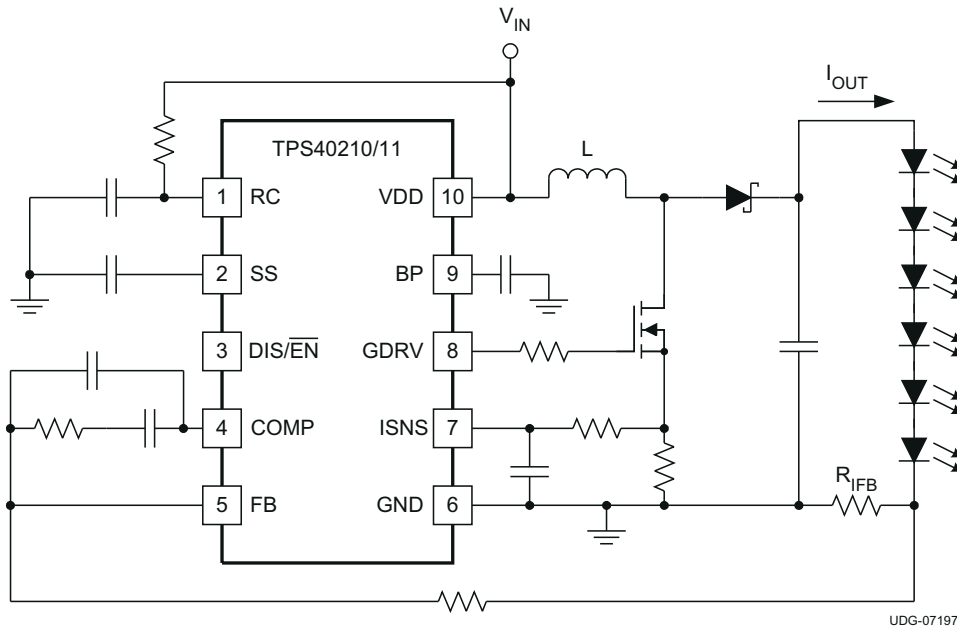 V_IN
I_OUT
TPS40210/11
L
1 RC
VDD 10
2 SS
BP 9
3 DIS/E̅N̅
GDRV 8
4 COMP
ISNS 7
R_IFB
5 FB
GND 6
UDG-07197